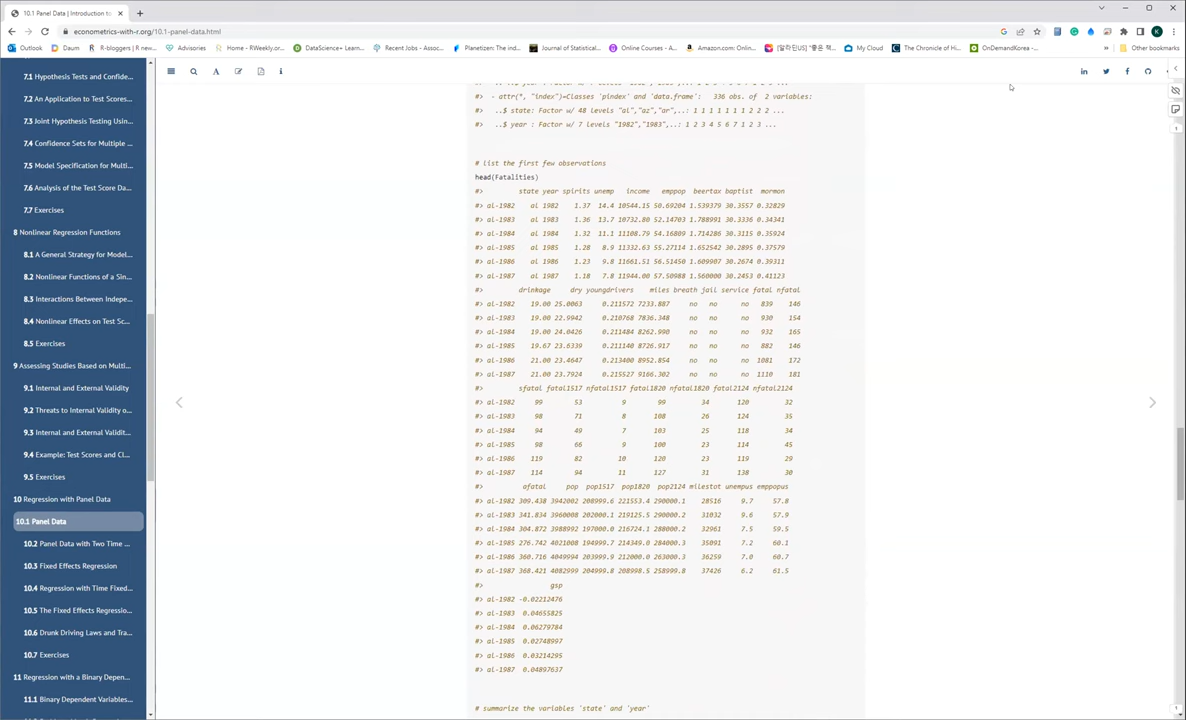 10.1 Panel Data | Introduction to
econometrics-with-r.org/10.1-panel-data.html
Outlook Daum R-bloggers | R new... Advisories Home - RWeekly.or... DataScience+ Learn... Recent Jobs - Assoc... Planetizen: The ind... Journal of Statistical... Online Courses - A... Amazon.com: Onlin... My Cloud The Chronicle of Hi... OnDemandKorea -... » Other bookmarks
7.1 Hypothesis Tests and Confide...
7.2 An Application to Test Scores...
7.3 Joint Hypothesis Testing Usin...
7.4 Confidence Sets for Multiple ...
7.5 Model Specification for Multi...
7.6 Analysis of the Test Score Da...
7.7 Exercises
8 Nonlinear Regression Functions
8.1 A General Strategy for Model...
8.2 Nonlinear Functions of a Sin...
8.3 Interactions Between Indepe...
8.4 Nonlinear Effects on Test Sc...
8.5 Exercises
9 Assessing Studies Based on Multi...
9.1 Internal and External Validity
9.2 Threats to Internal Validity o...
9.3 Internal and External Validit...
9.4 Example: Test Scores and Cl...
9.5 Exercises
10 Regression with Panel Data
10.1 Panel Data
10.2 Panel Data with Two Time ...
10.3 Fixed Effects Regression
10.4 Regression with Time Fixed...
10.5 The Fixed Effects Regressio...
10.6 Drunk Driving Laws and Tra...
10.7 Exercises
11 Regression with a Binary Depen...
11.1 Binary Dependent Variables...
#> - attr(*, "index")=Classes 'pindex' and 'data.frame': 336 obs. of 2 variables:
#> ..$ state: Factor w/ 48 levels "al","az","ar",..: 1 1 1 1 1 1 1 2 2 2 ...
#> ..$ year : Factor w/ 7 levels "1982","1983",..: 1 2 3 4 5 6 7 1 2 3 ...
# list the first few observations
head(Fatalities)
#> state year spirits unemp income emppop beertax baptist mormon
#> al-1982 al 1982 1.37 14.4 10544.15 50.69204 1.539379 30.3557 0.32829
#> al-1983 al 1983 1.36 13.7 10732.80 52.14703 1.788991 30.3336 0.34341
#> al-1984 al 1984 1.32 11.1 11108.79 54.16809 1.714286 30.3115 0.35924
#> al-1985 al 1985 1.28 8.9 11332.63 55.27114 1.652542 30.2895 0.37579
#> al-1986 al 1986 1.23 9.8 11661.51 56.51450 1.609907 30.2674 0.39311
#> al-1987 al 1987 1.18 7.8 11944.00 57.50988 1.560000 30.2453 0.41123
#> drinkage dry youngdrivers miles breath jail service fatal nfatal
#> al-1982 19.00 25.0063 0.211572 7233.887 no no no 839 146
#> al-1983 19.00 22.9942 0.210768 7836.348 no no no 930 154
#> al-1984 19.00 24.0426 0.211484 8262.990 no no no 932 165
#> al-1985 19.67 23.6339 0.211140 8726.917 no no no 882 146
#> al-1986 21.00 23.4647 0.213400 8952.854 no no no 1081 172
#> al-1987 21.00 23.7924 0.215527 9166.302 no no no 1110 181
#> sfatal fatal1517 nfatal1517 fatal1820 nfatal1820 fatal2124 nfatal2124
#> al-1982 99 53 9 99 34 120 32
#> al-1983 98 71 8 108 26 124 35
#> al-1984 94 49 7 103 25 118 34
#> al-1985 98 66 9 100 23 114 45
#> al-1986 119 82 10 120 23 119 29
#> al-1987 114 94 11 127 31 138 30
#> afatal pop pop1517 pop1820 pop2124 milestot unempus emppopus
#> al-1982 309.438 3942002 208999.6 221553.4 290000.1 28516 9.7 57.8
#> al-1983 341.834 3960008 202000.1 219125.5 290000.2 31032 9.6 57.9
#> al-1984 304.872 3988992 197000.0 216724.1 288000.2 32961 7.5 59.5
#> al-1985 276.742 4021008 194999.7 214349.0 284000.3 35091 7.2 60.1
#> al-1986 360.716 4049994 203999.9 212000.0 263000.3 36259 7.0 60.7
#> al-1987 368.421 4082999 204999.8 208998.5 258999.8 37426 6.2 61.5
#> gsp
#> al-1982 -0.02212476
#> al-1983 0.04655825
#> al-1984 0.06279784
#> al-1985 0.02748997
#> al-1986 0.03214295
#> al-1987 0.04897637
# summarize the variables 'state' and 'year'